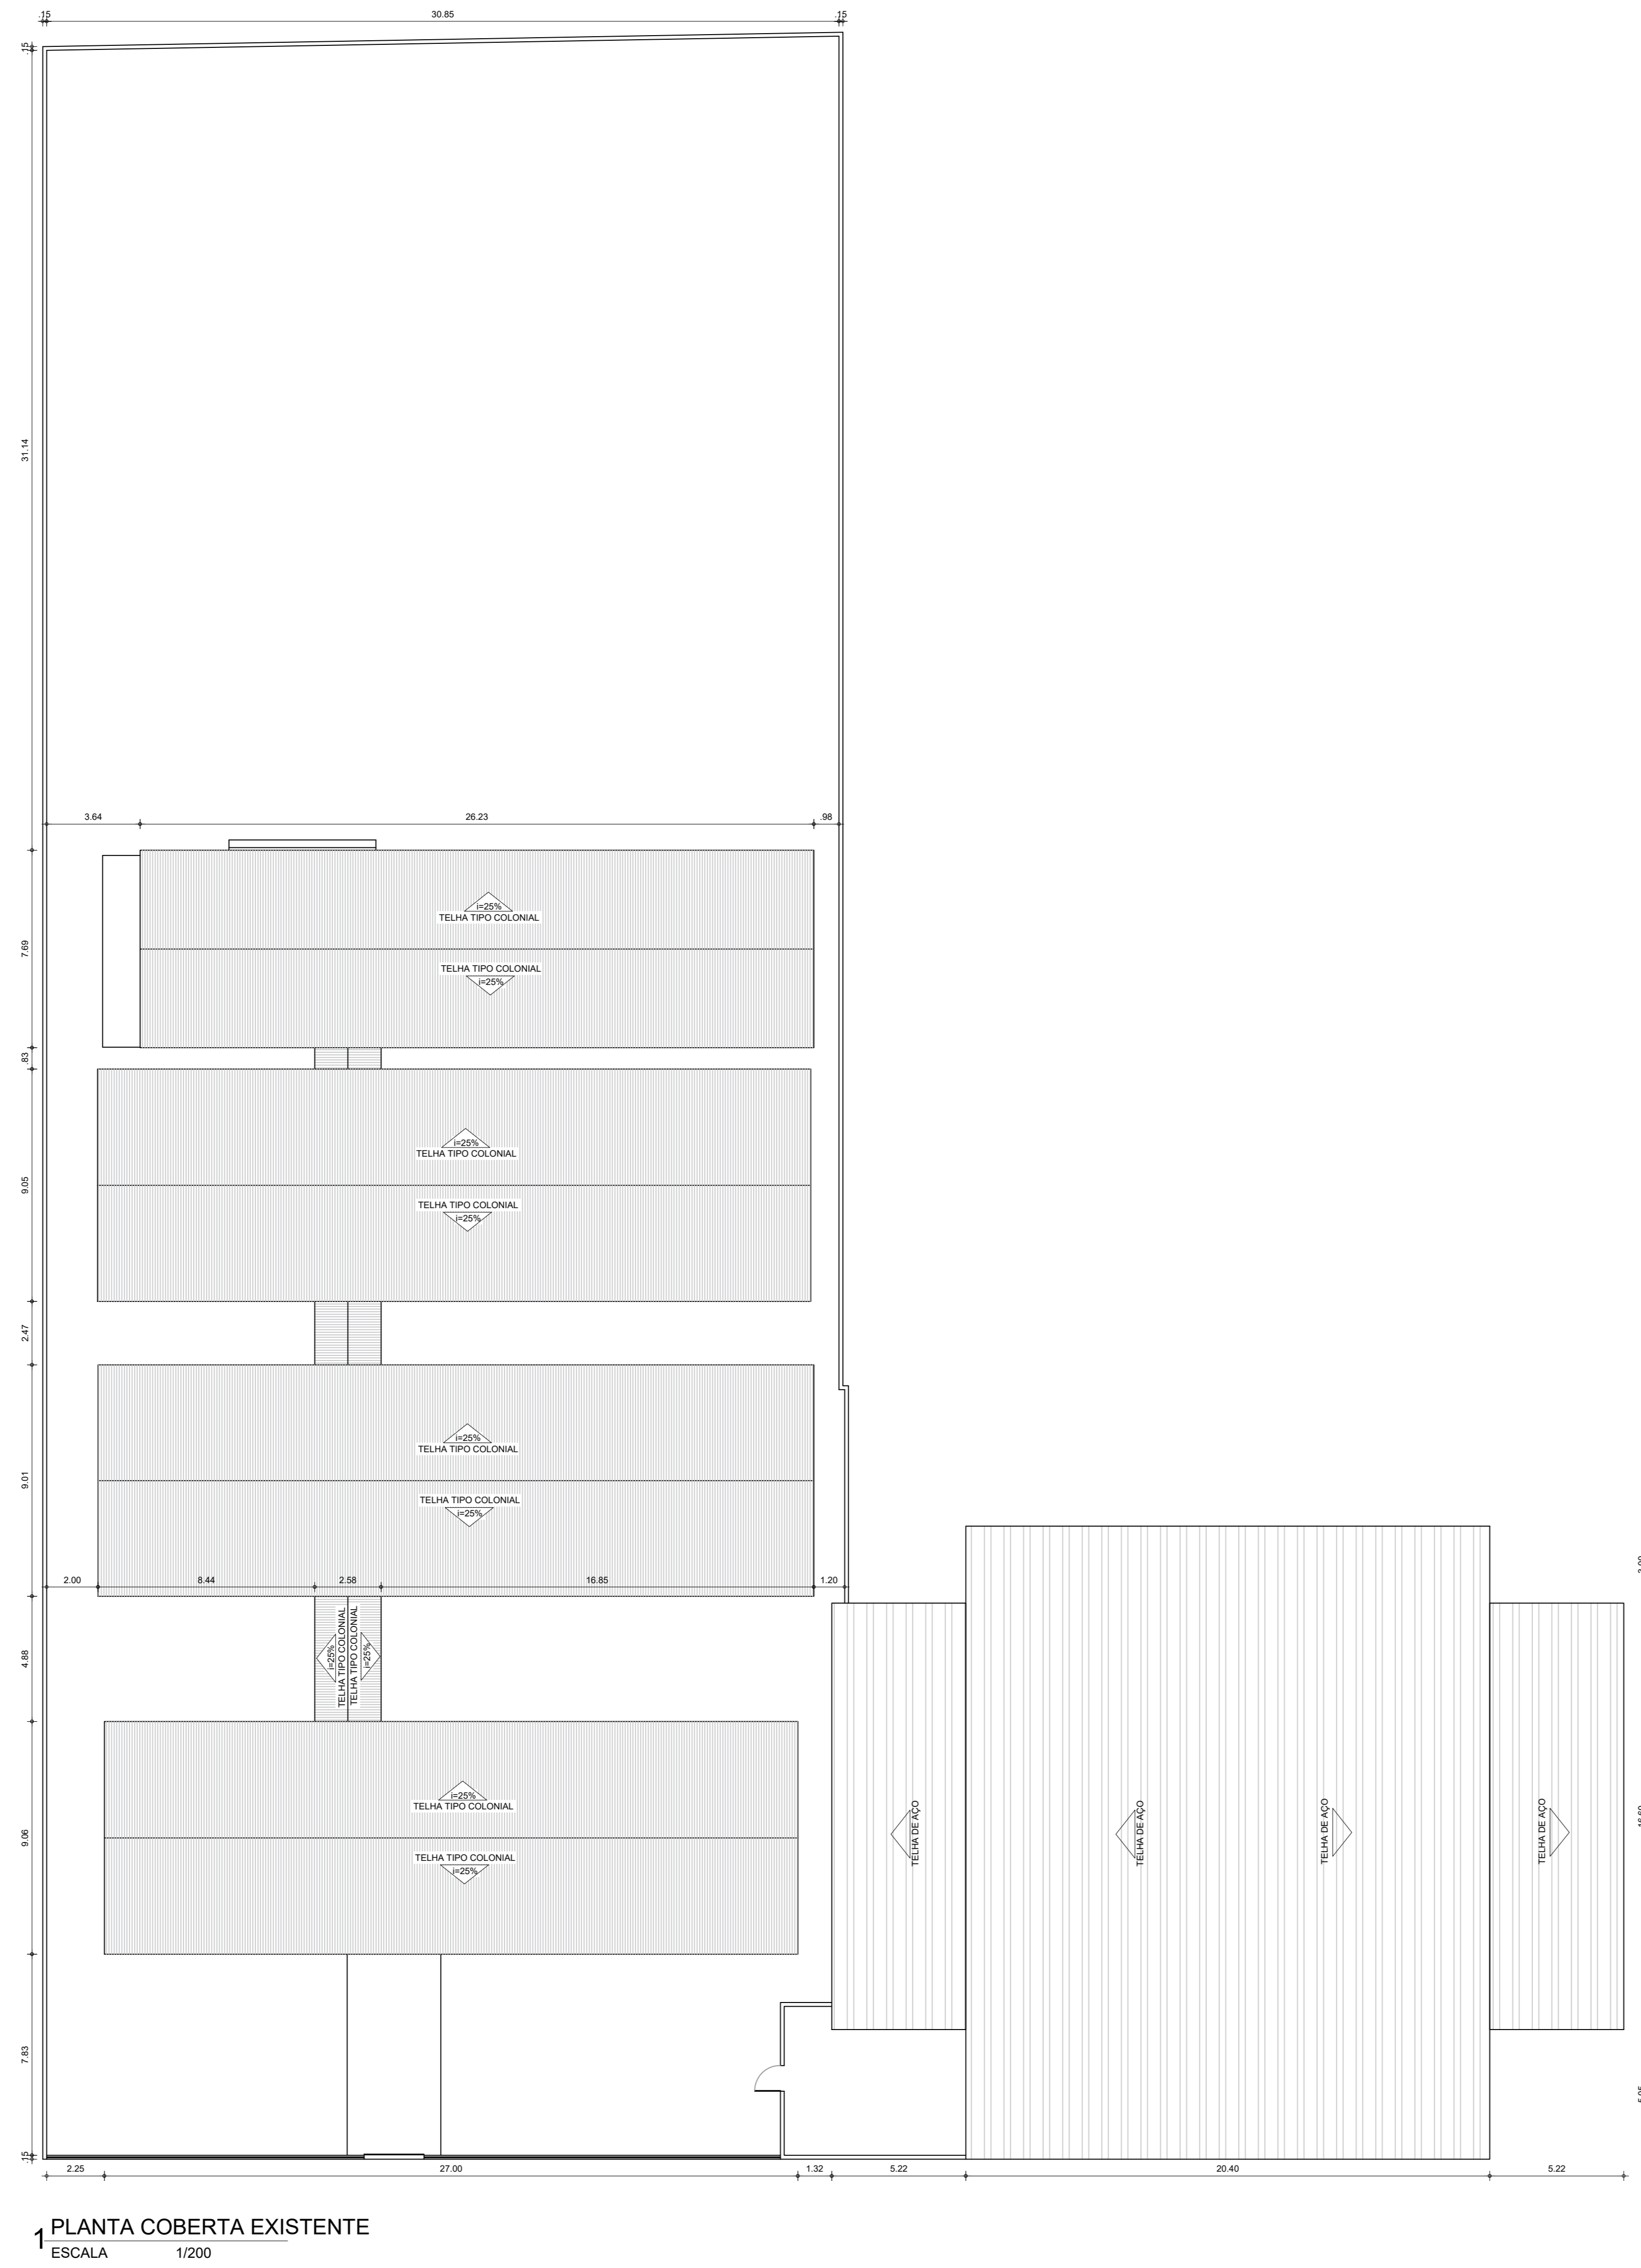 .15
30.85
.15
.15
31.14
3.64
26.23
.98
i=25%
TELHA TIPO COLONIAL
7.69
TELHA TIPO COLONIAL
i=25%
.83
i=25%
TELHA TIPO COLONIAL
9.05
TELHA TIPO COLONIAL
i=25%
2.47
i=25%
TELHA TIPO COLONIAL
9.01
TELHA TIPO COLONIAL
i=25%
2.00
8.44
2.58
16.85
1.20
4.88
i=25%
TELHA TIPO COLONIAL
TELHA TIPO COLONIAL
i=25%
i=25%
TELHA TIPO COLONIAL
9.06
TELHA TIPO COLONIAL
i=25%
TELHA DE AÇO
TELHA DE AÇO
TELHA DE AÇO
TELHA DE AÇO
7.83
.15
2.25
27.00
1.32
5.22
20.40
5.22
1
PLANTA COBERTA EXISTENTE
ESCALA 1/200